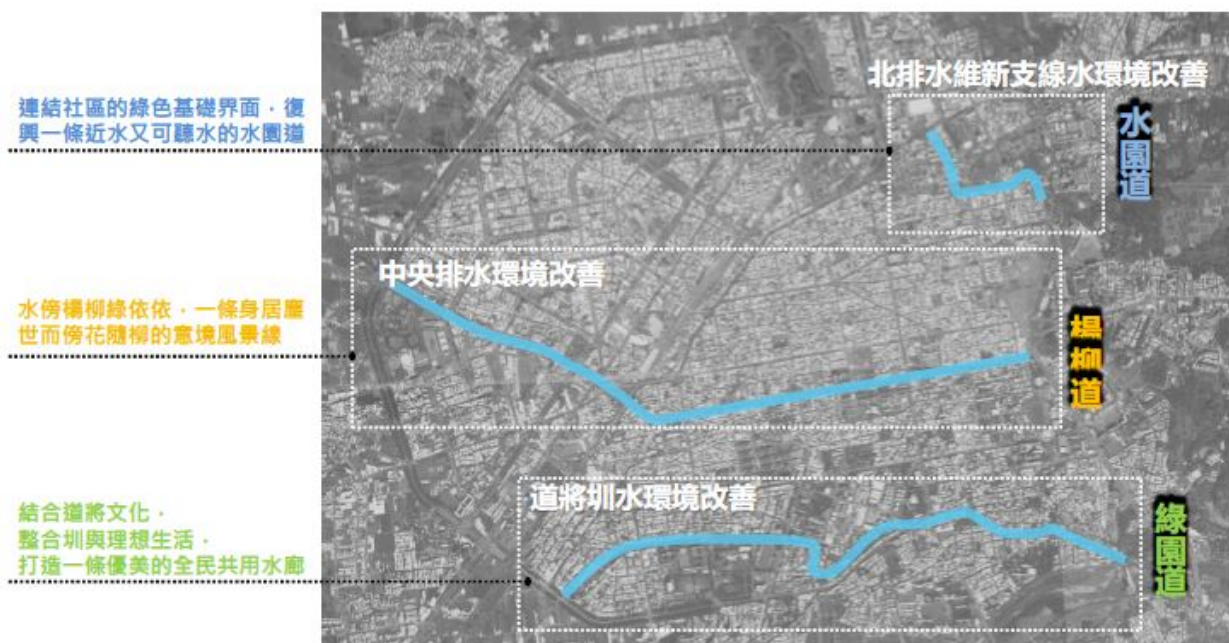 北排水維新支線水環境改善
連結社區的綠色基礎界面，復
興一條近水又可聽水的水園道
水園道
中央排水環境改善
水傍楊柳綠依依，一條身居塵
世而傍花隨柳的意境風景線
楊柳道
道將圳水環境改善
結合道將文化，
整合圳與理想生活，
打造一條優美的全民共用水廊
綠園道